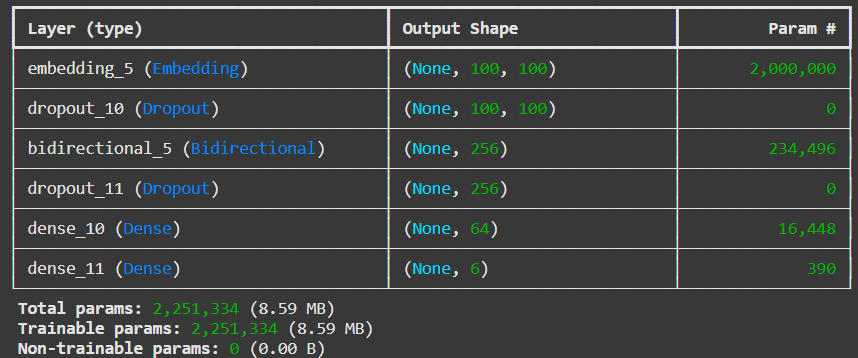 Layer (type) Output Shape Param #
embedding_5 (Embedding) (None, 100, 100) 2,000,000
dropout_10 (Dropout) (None, 100, 100) 0
bidirectional_5 (Bidirectional) (None, 256) 234,496
dropout_11 (Dropout) (None, 256) 0
dense_10 (Dense) (None, 64) 16,448
dense_11 (Dense) (None, 6) 390
Total params: 2,251,334 (8.59 MB)
Trainable params: 2,251,334 (8.59 MB)
Non-trainable params: 0 (0.00 B)